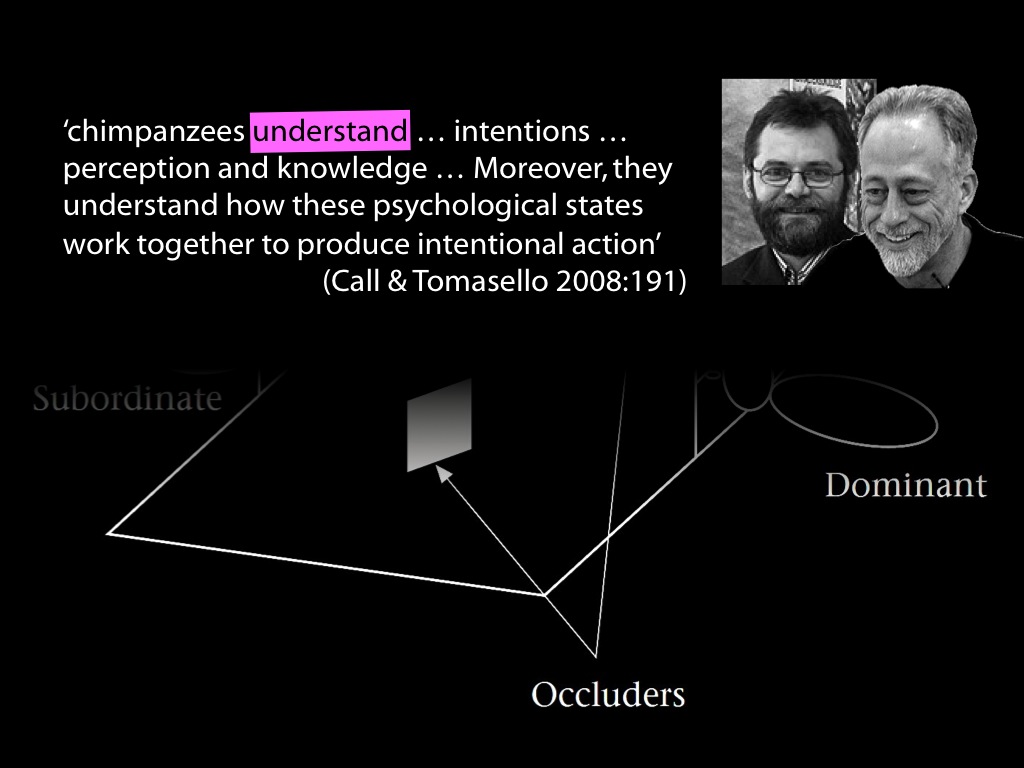 ‘chimpanzees understand … intentions …
perception and knowledge … Moreover, they
understand how these psychological states
work together to produce intentional action’
(Call & Tomasello 2008:191)
Subordinate
Dominant
Occluders